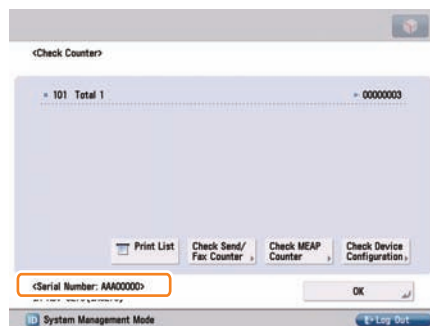 <Check Counter>
101 Total 1 00000003
Print List
Check Send/
Fax Counter
Check MEAP
Counter
Check Device
Configuration
<Serial Number: AAA00000>
OK
System Management Mode
Log Out